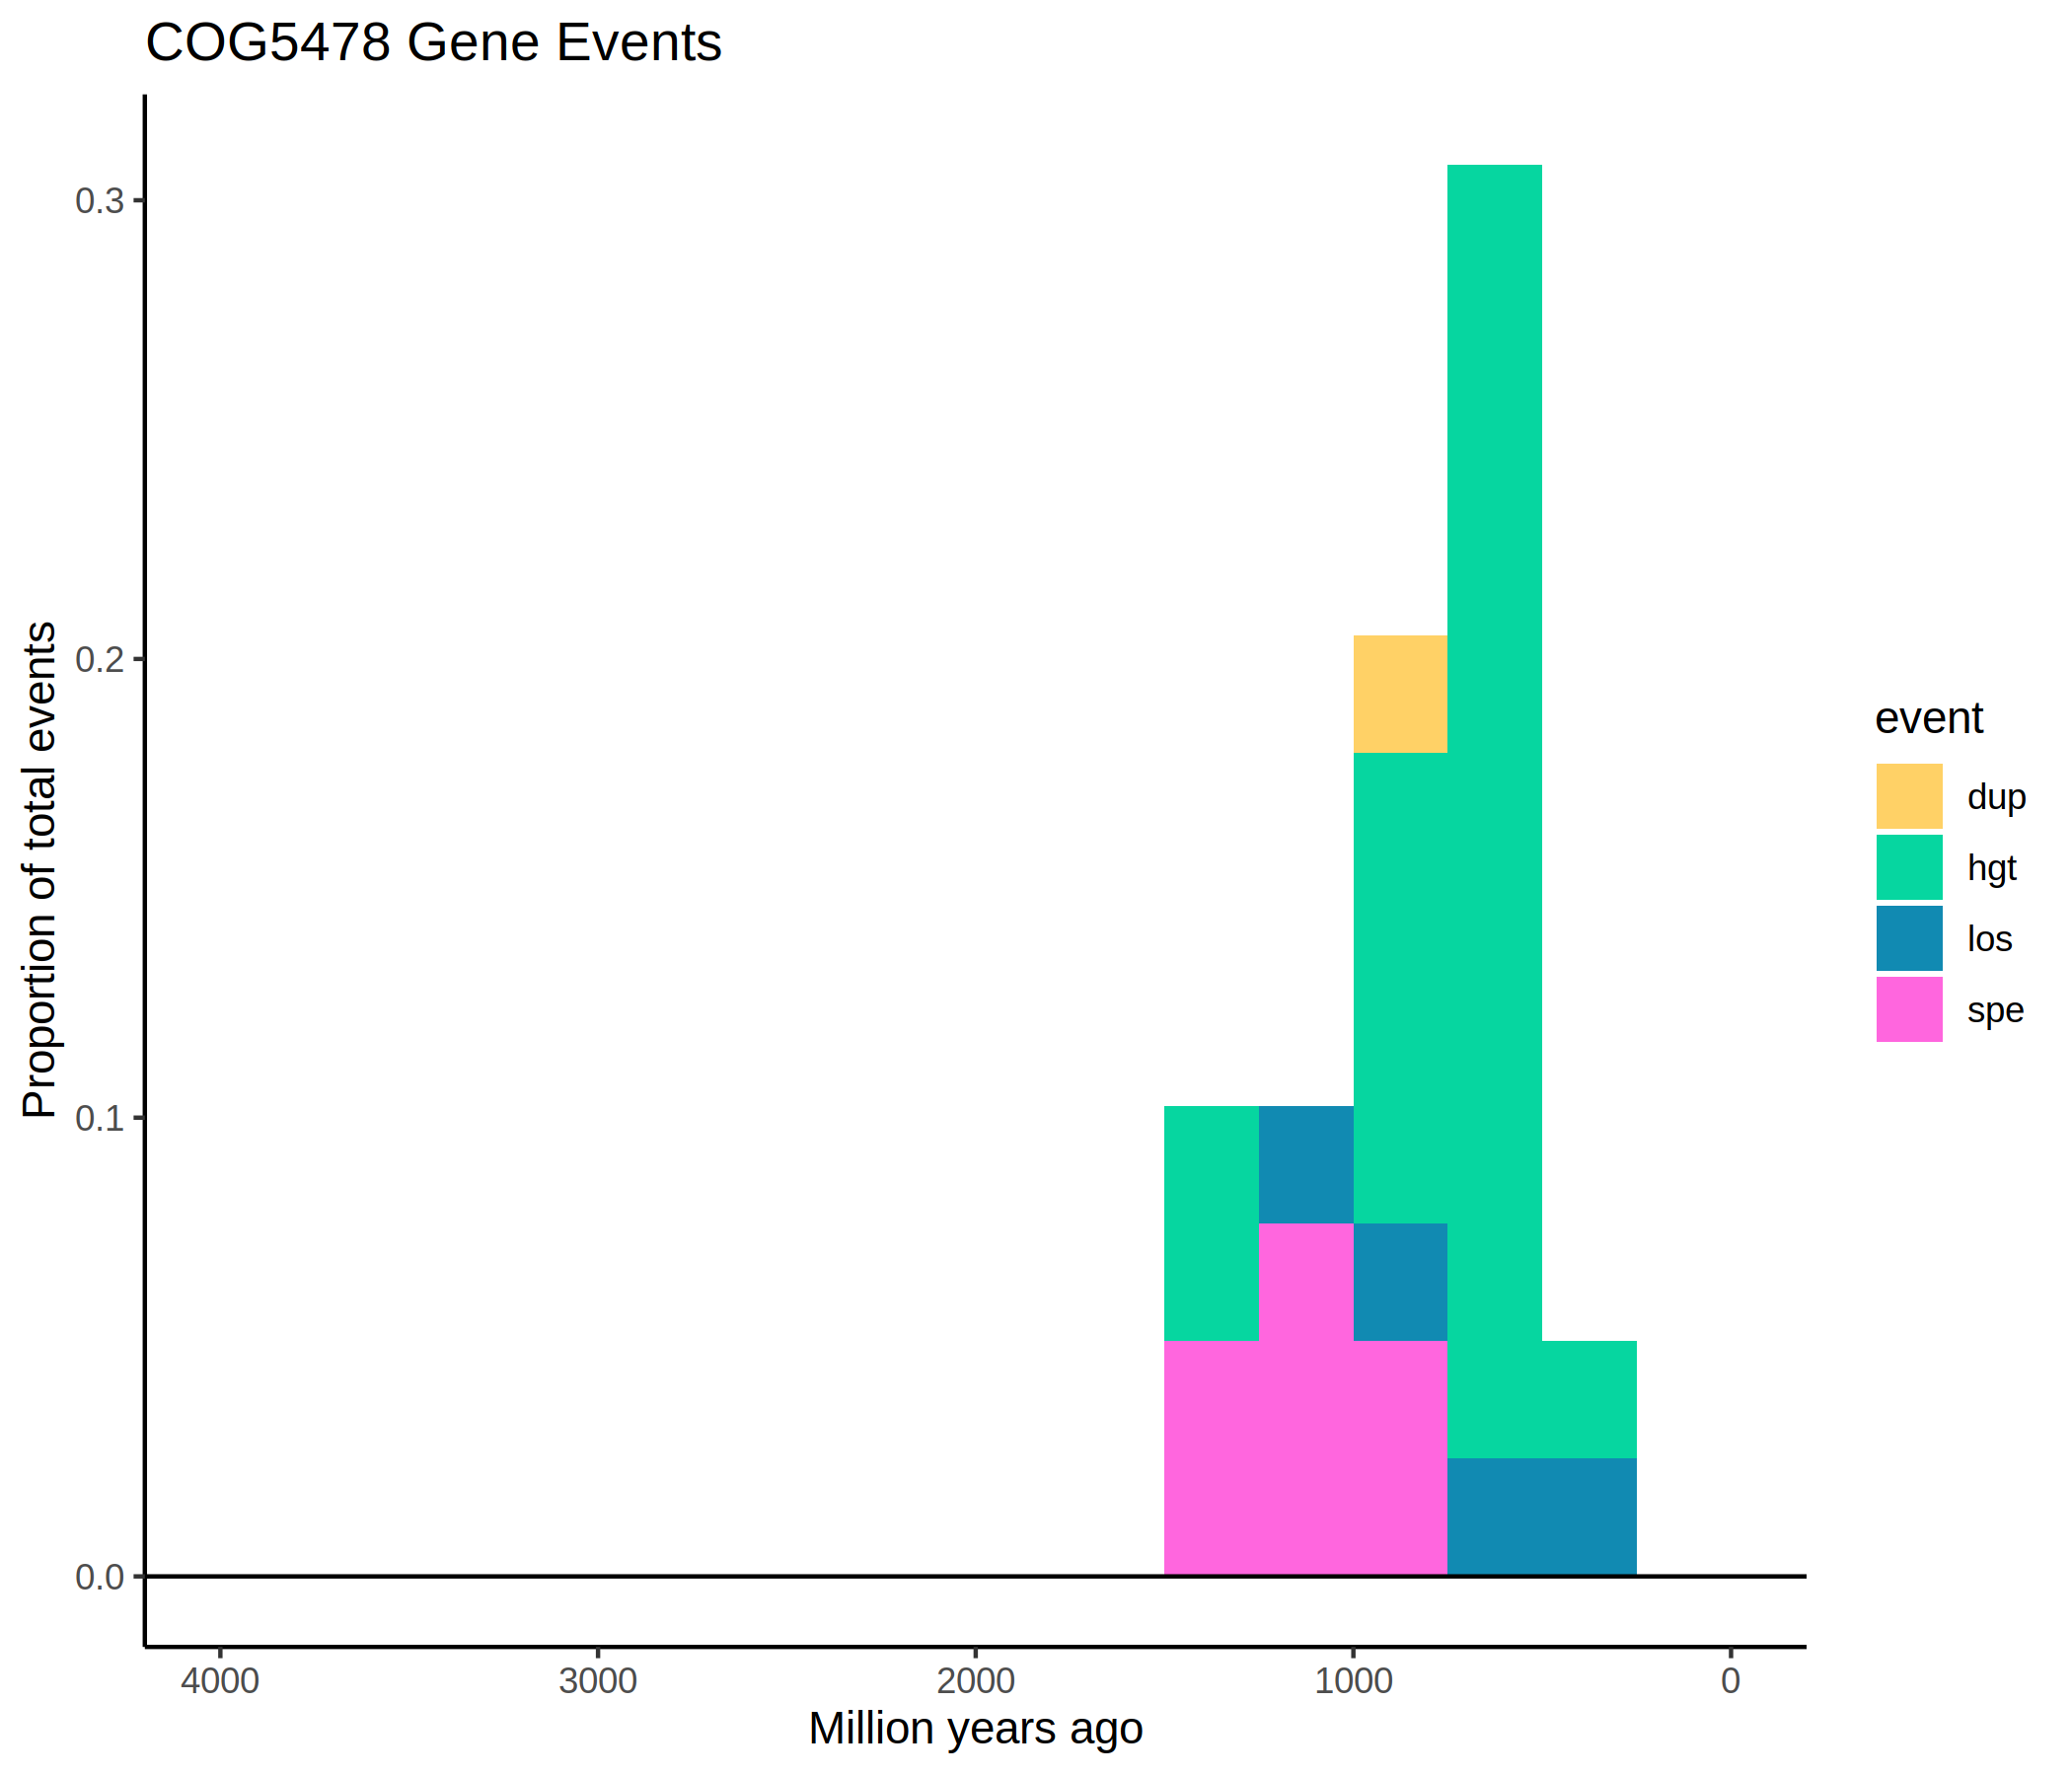 COG5478 Gene Events
Proportion of total events
0.3
0.2
0.1
0.0
4000 3000 2000 1000 0
Million years ago
event
dup
hgt
los
spe